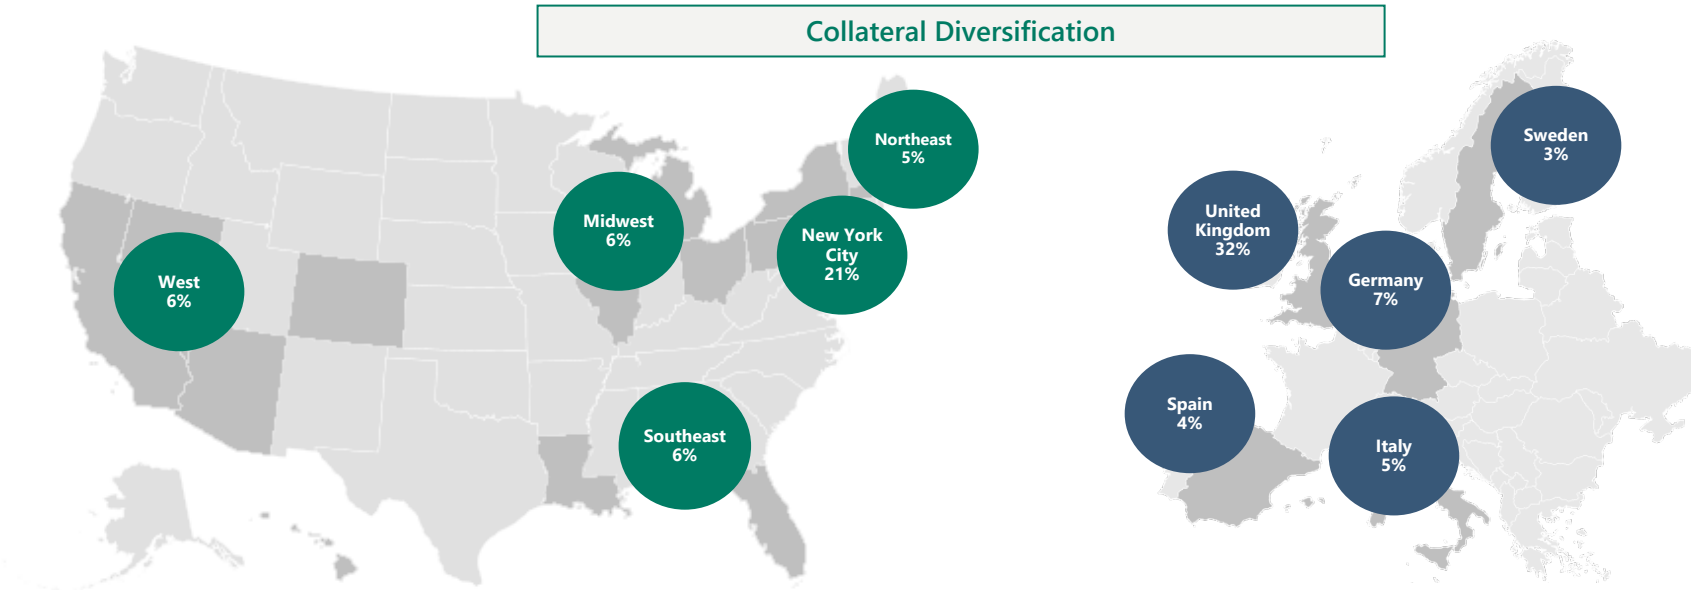 Collateral Diversification
Northeast
5%
Midwest
6%
New York
City
21%
West
6%
Southeast
6%
Sweden
3%
United
Kingdom
32%
Germany
7%
Spain
4%
Italy
5%